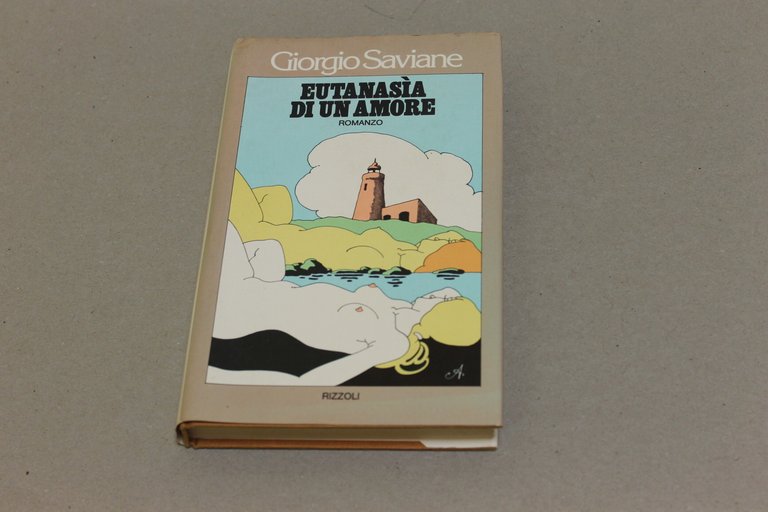 Giorgio Saviane
EUTANASÌA
DI UN AMORE
ROMANZO
A.
RIZZOLI